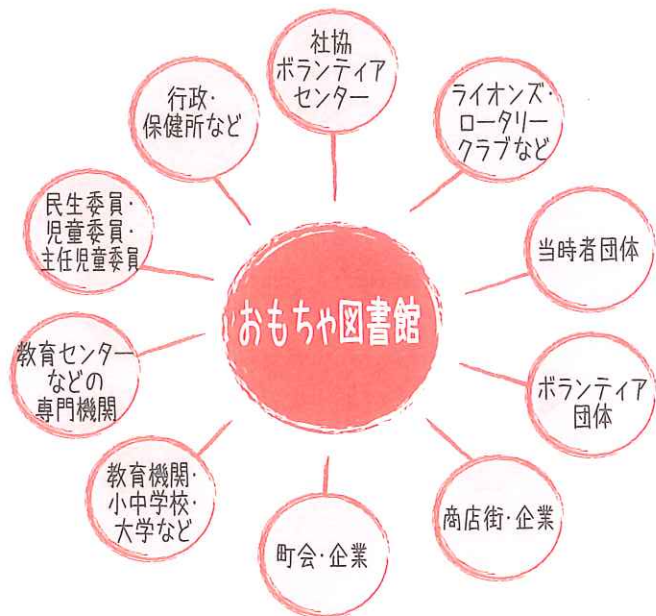 社協
ボランティア
センター
ライオンズ・
ロータリー
クラブなど
当時者団体
ボランティア
団体
商店街・企業
町会・企業
教育機関・
小中学校・
大学など
教育センター
などの
専門機関
民生委員・
児童委員・
主任児童委員
行政・
保健所など
おもちゃ図書館